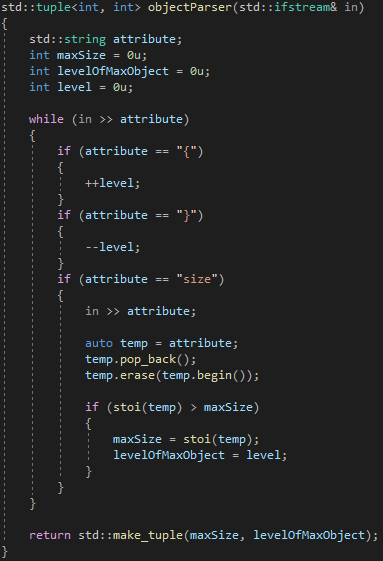 std::tuple<int, int> objectParser(std::ifstream& in)
{
    std::string attribute;
    int maxSize = 0u;
    int levelOfMaxObject = 0u;
    int level = 0u;

    while (in >> attribute)
    {
        if (attribute == "{")
        {
            ++level;
        }
        if (attribute == "}")
        {
            --level;
        }
        if (attribute == "size")
        {
            in >> attribute;

            auto temp = attribute;
            temp.pop_back();
            temp.erase(temp.begin());

            if (stoi(temp) > maxSize)
            {
                maxSize = stoi(temp);
                levelOfMaxObject = level;
            }
        }
    }

    return std::make_tuple(maxSize, levelOfMaxObject);
}